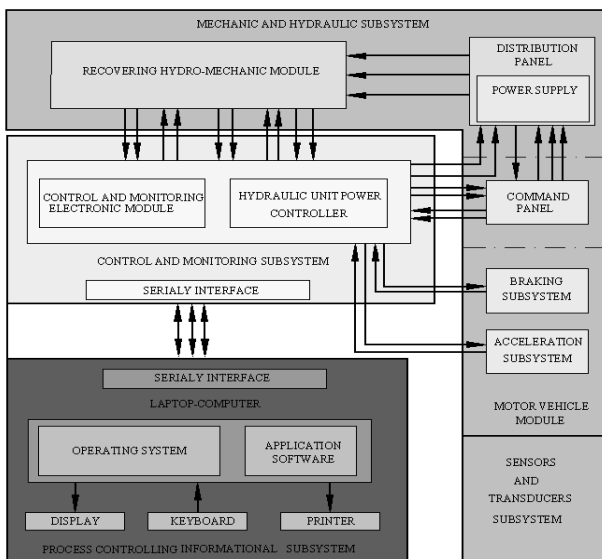 MECHANIC AND HYDRAULIC SUBSYSTEM
RECOVERING HYDRO-MECHANIC MODULE
DISTRIBUTION
PANEL
POWER SUPPLY
CONTROL AND MONITORING
ELECTRONIC MODULE
HYDRAULIC UNIT POWER
CONTROLLER
COMMAND
PANEL
CONTROL AND MONITORING SUBSYSTEM
SERIALY INTERFACE
BRAKING
SUBSYSTEM
ACCELERATION
SUBSYSTEM
MOTOR VEHICLE
MODULE
SERIALY INTERFACE
LAPTOP-COMPUTER
OPERATING SYSTEM
APPLICATION
SOFTWARE
DISPLAY
KEYBOARD
PRINTER
PROCESS CONTROLLING INFORMATIONAL SUBSYSTEM
SENSORS
AND
TRANSDUCERS
SUBSYSTEM